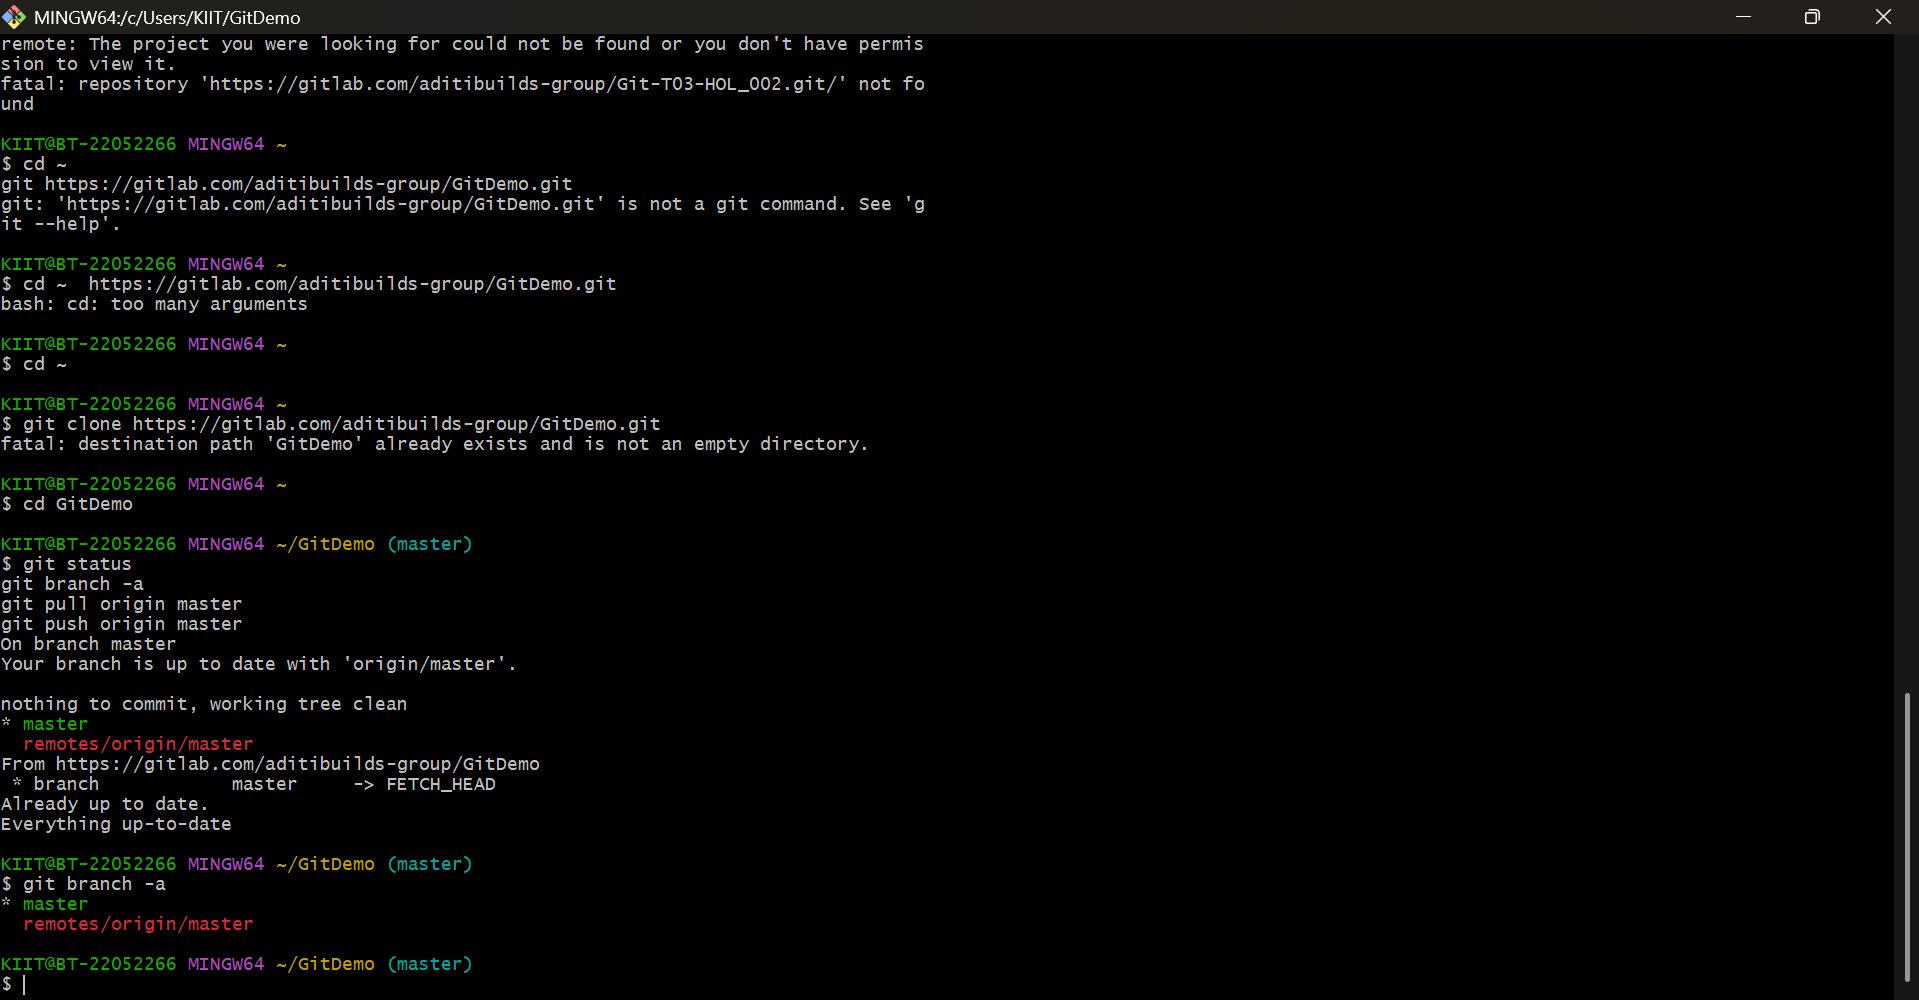 MINGW64:/c/Users/KIIT/GitDemo
remote: The project you were looking for could not be found or you don't have permis
sion to view it.
fatal: repository 'https://gitlab.com/aditibuilds-group/Git-T03-HOL_002.git/' not fo
und
KIIT@BT-22052266 MINGW64 ~
$ cd ~
git https://gitlab.com/aditibuilds-group/GitDemo.git
git: 'https://gitlab.com/aditibuilds-group/GitDemo.git' is not a git command. See 'g
it --help'.
KIIT@BT-22052266 MINGW64 ~
$ cd ~  https://gitlab.com/aditibuilds-group/GitDemo.git
bash: cd: too many arguments
KIIT@BT-22052266 MINGW64 ~
$ cd ~
KIIT@BT-22052266 MINGW64 ~
$ git clone https://gitlab.com/aditibuilds-group/GitDemo.git
fatal: destination path 'GitDemo' already exists and is not an empty directory.
KIIT@BT-22052266 MINGW64 ~
$ cd GitDemo
KIIT@BT-22052266 MINGW64 ~/GitDemo (master)
$ git status
git branch -a
git pull origin master
git push origin master
On branch master
Your branch is up to date with 'origin/master'.
nothing to commit, working tree clean
* master
  remotes/origin/master
From https://gitlab.com/aditibuilds-group/GitDemo
 * branch            master     -> FETCH_HEAD
Already up to date.
Everything up-to-date
KIIT@BT-22052266 MINGW64 ~/GitDemo (master)
$ git branch -a
* master
  remotes/origin/master
KIIT@BT-22052266 MINGW64 ~/GitDemo (master)
$